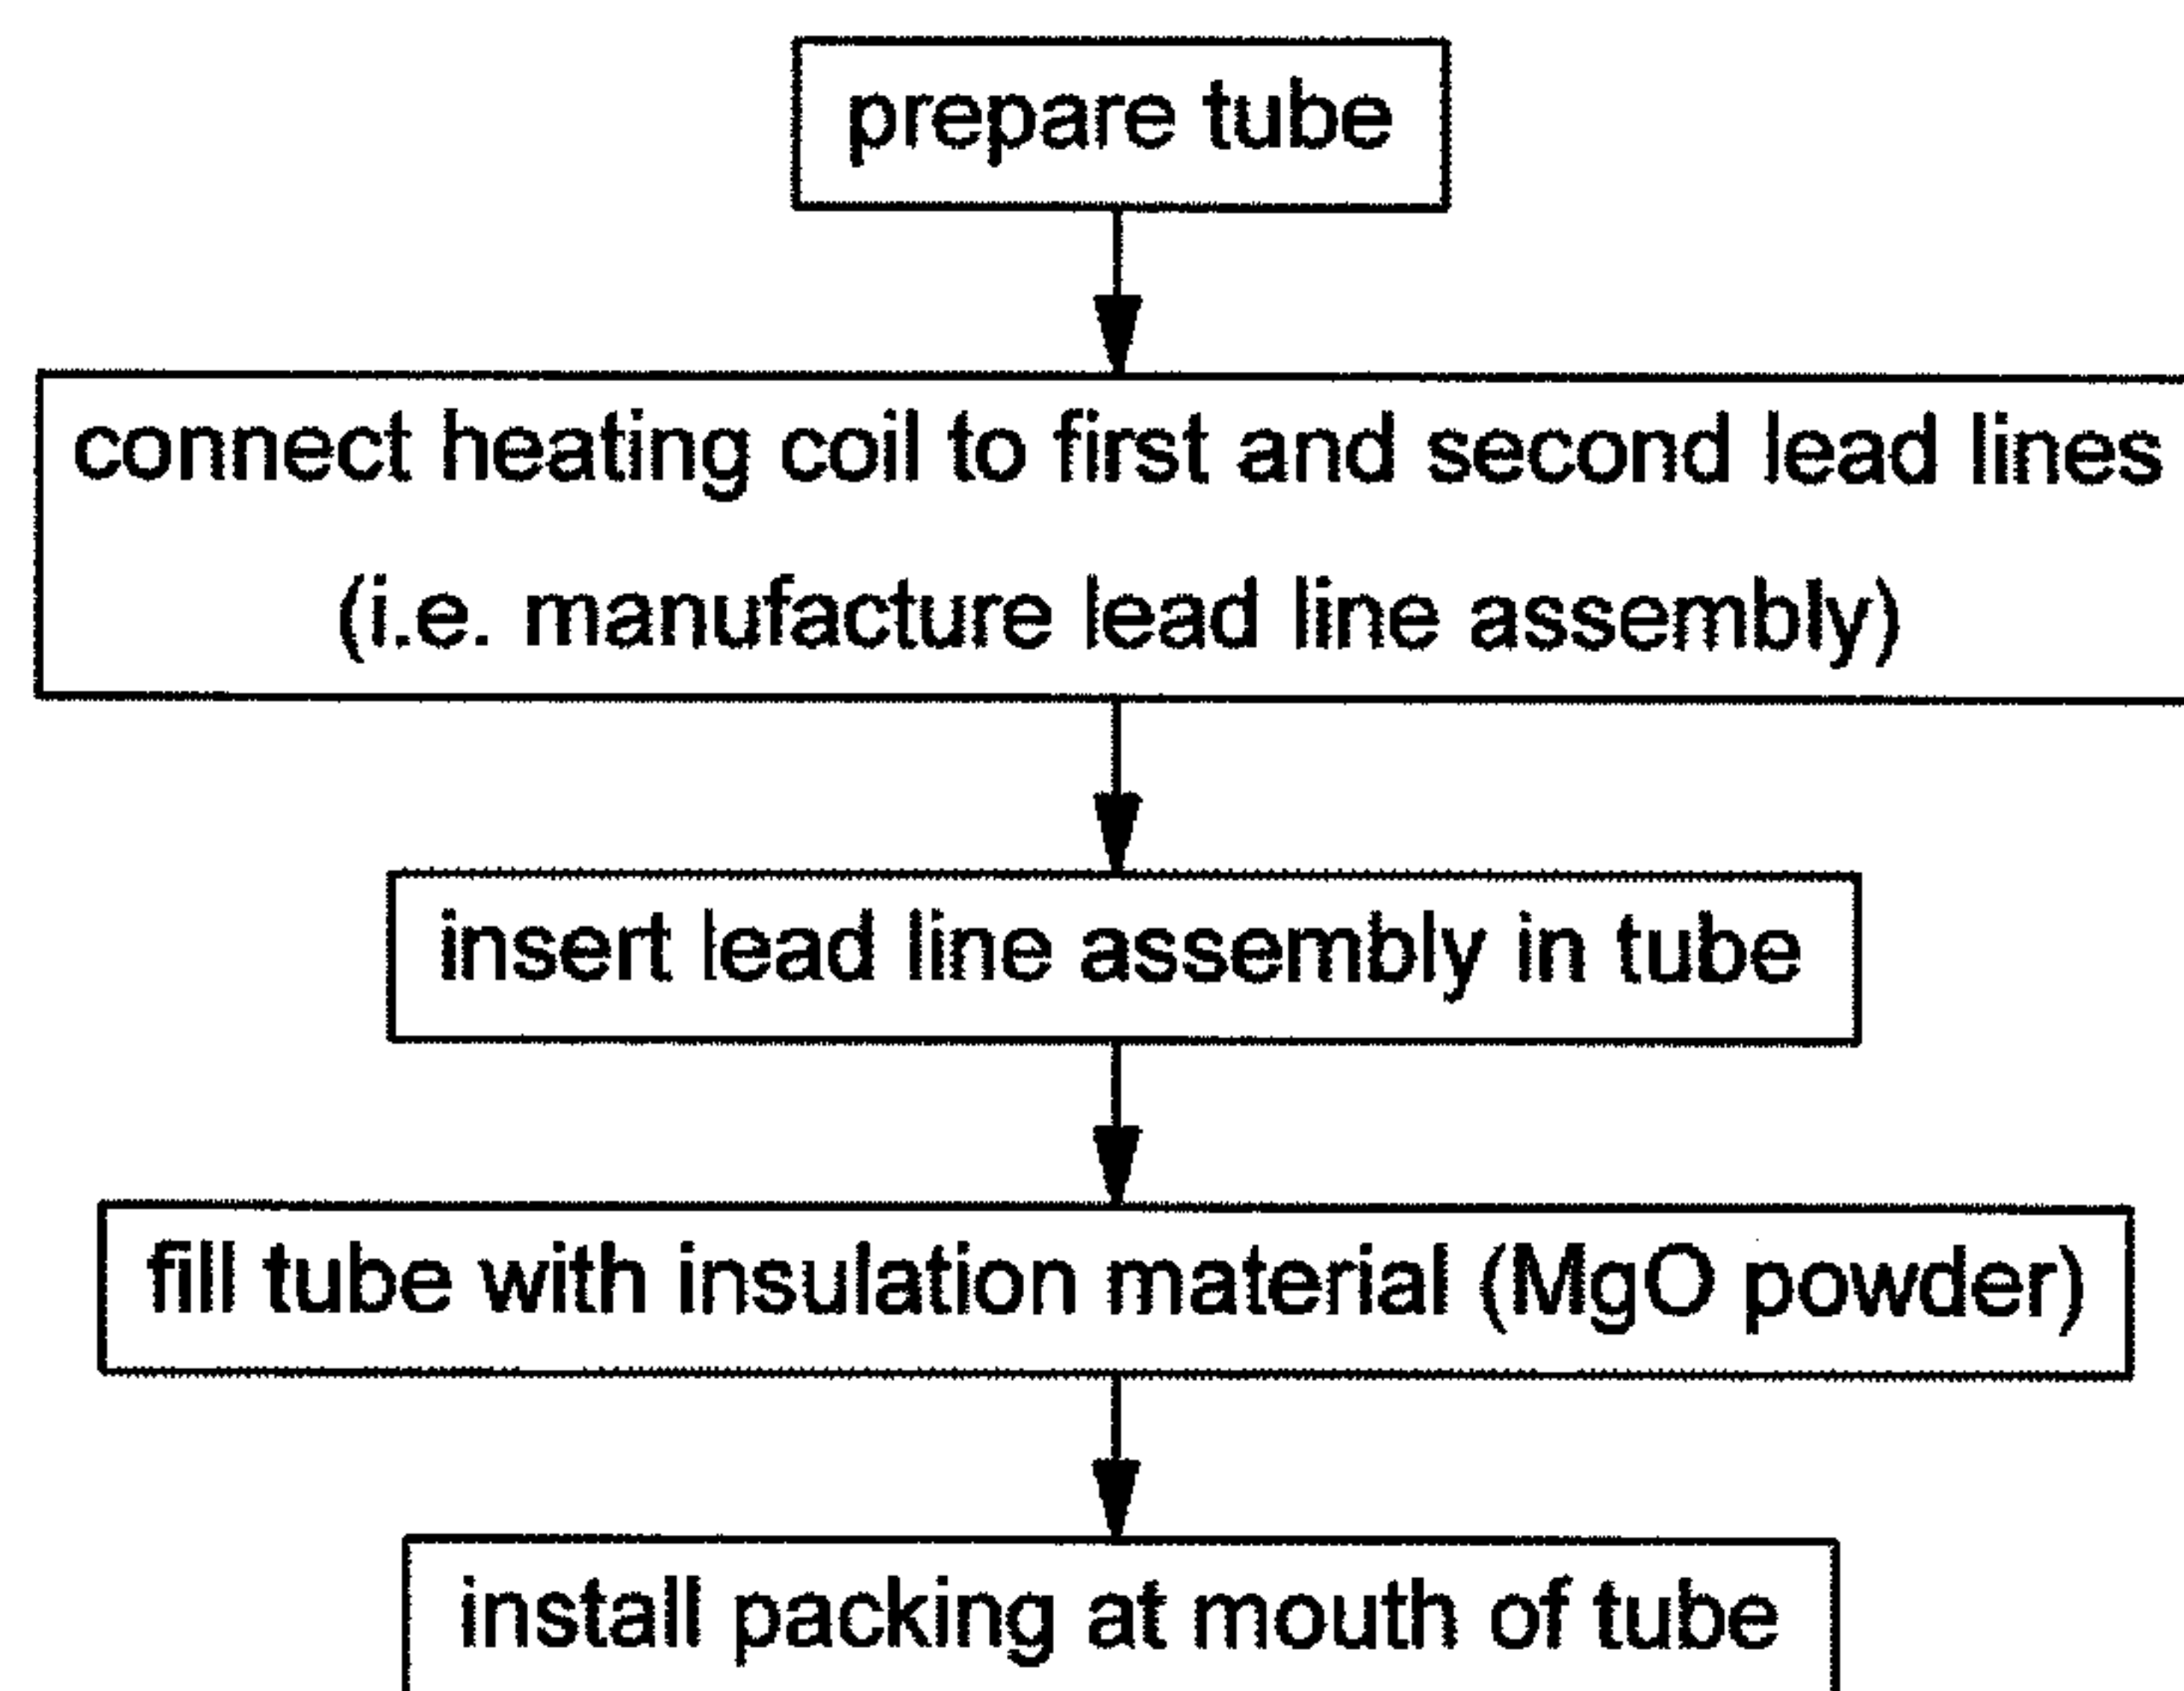 prepare tube
connect heating coil to first and second lead lines
(i.e. manufacture lead line assembly)
insert lead line assembly in tube
fill tube with insulation material (MgO powder)
install packing at mouth of tube